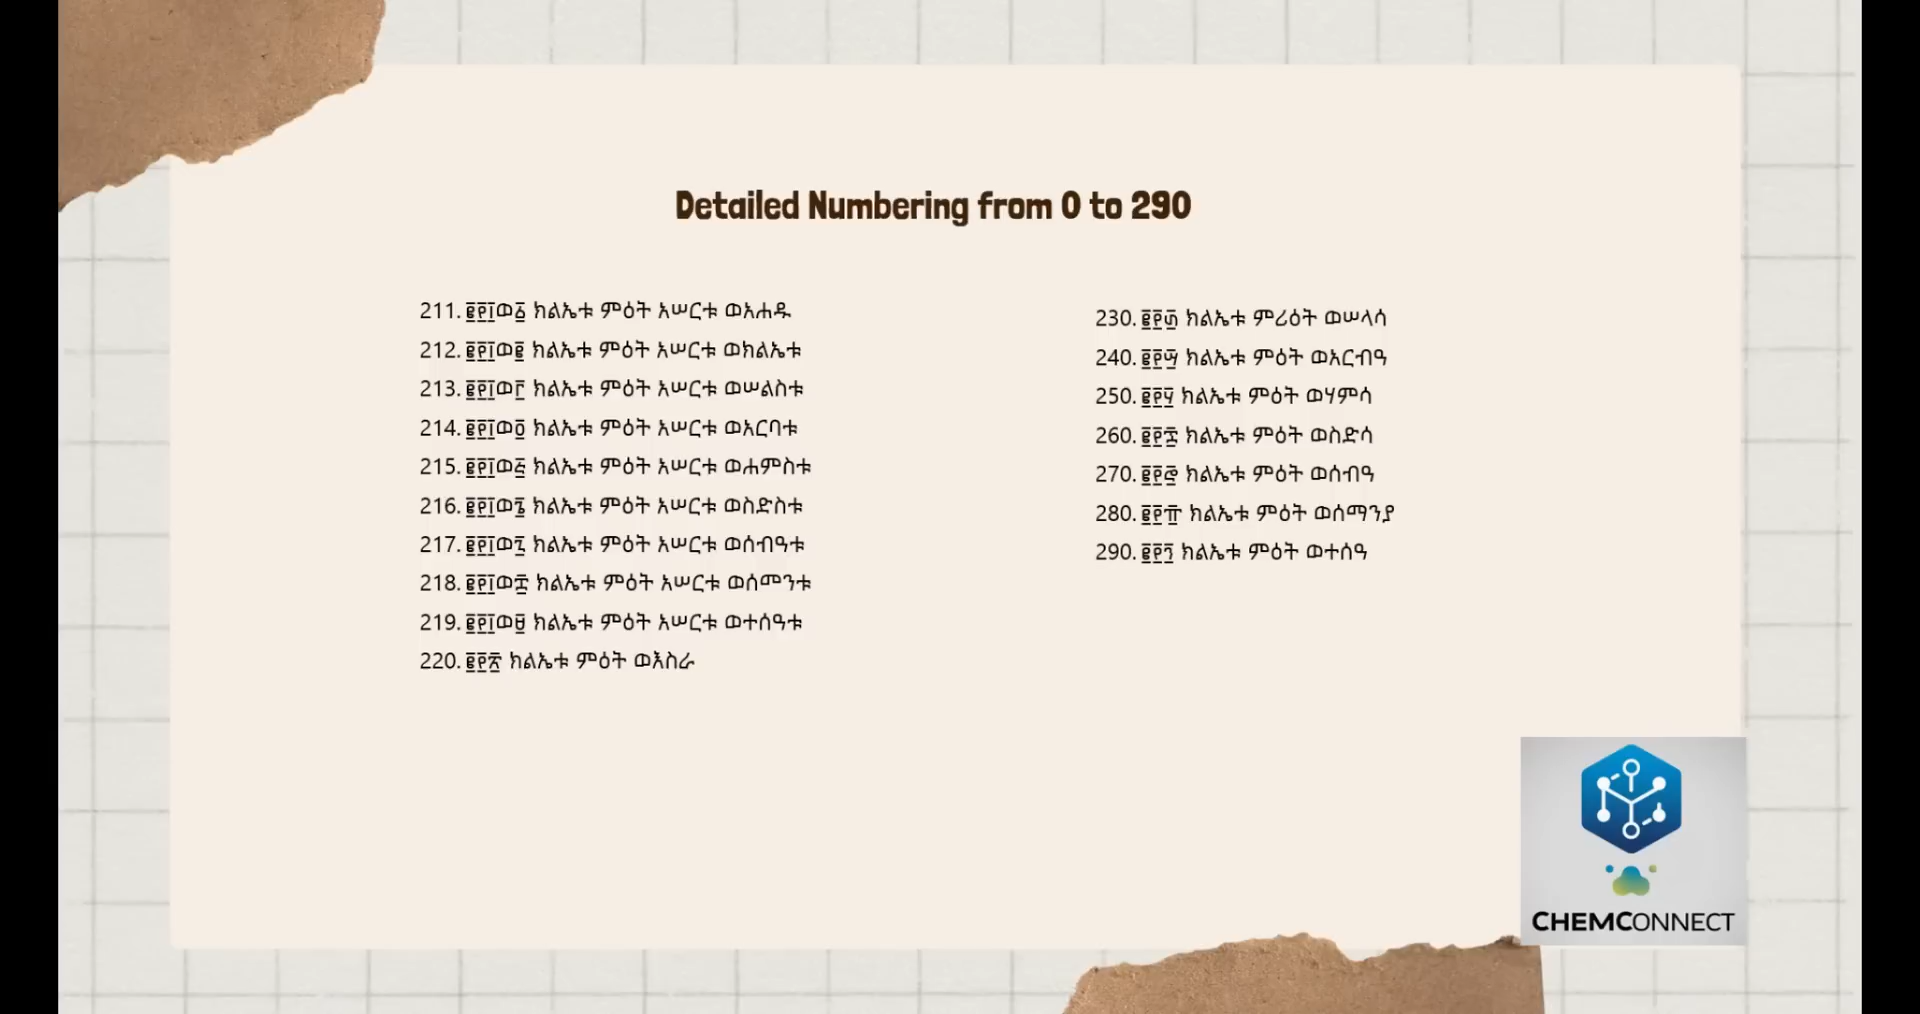 Detailed Numbering from 0 to 290
211. ፪፻፲ወ፩ ክልኤቱ ምዕት አሠርቱ ወአሐዱ
212. ፪፻፲ወ፪ ክልኤቱ ምዕት አሠርቱ ወክልኤቱ
213. ፪፻፲ወ፫ ክልኤቱ ምዕት አሠርቱ ወሠልስቱ
214. ፪፻፲ወ፬ ክልኤቱ ምዕት አሠርቱ ወአርባቱ
215. ፪፻፲ወ፭ ክልኤቱ ምዕት አሠርቱ ወሐምስቱ
216. ፪፻፲ወ፮ ክልኤቱ ምዕት አሠርቱ ወስድስቱ
217. ፪፻፲ወ፯ ክልኤቱ ምዕት አሠርቱ ወሰብዓቱ
218. ፪፻፲ወ፰ ክልኤቱ ምዕት አሠርቱ ወሰመንቱ
219. ፪፻፲ወ፱ ክልኤቱ ምዕት አሠርቱ ወተሰዓቱ
220. ፪፻፳ ክልኤቱ ምዕት ወእስራ
230. ፪፻፴ ክልኤቱ ምሪዕት ወሠላሳ
240. ፪፻፵ ክልኤቱ ምዕት ወአርብዓ
250. ፪፻፶ ክልኤቱ ምዕት ወሃምሳ
260. ፪፻፷ ክልኤቱ ምዕት ወስድሳ
270. ፪፻፸ ክልኤቱ ምዕት ወሰብዓ
280. ፪፻፹ ክልኤቱ ምዕት ወሰማንያ
290. ፪፻፺ ክልኤቱ ምዕት ወተሰዓ
CHEMCONNECT